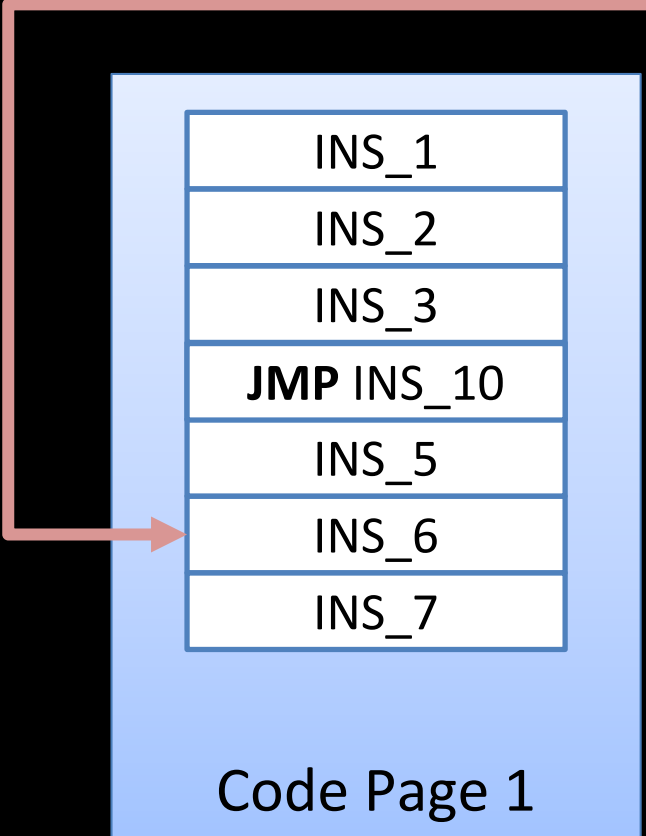 INS_1
INS_2
INS_3
JMP INS_10
INS_5
INS_6
INS_7
Code Page 1